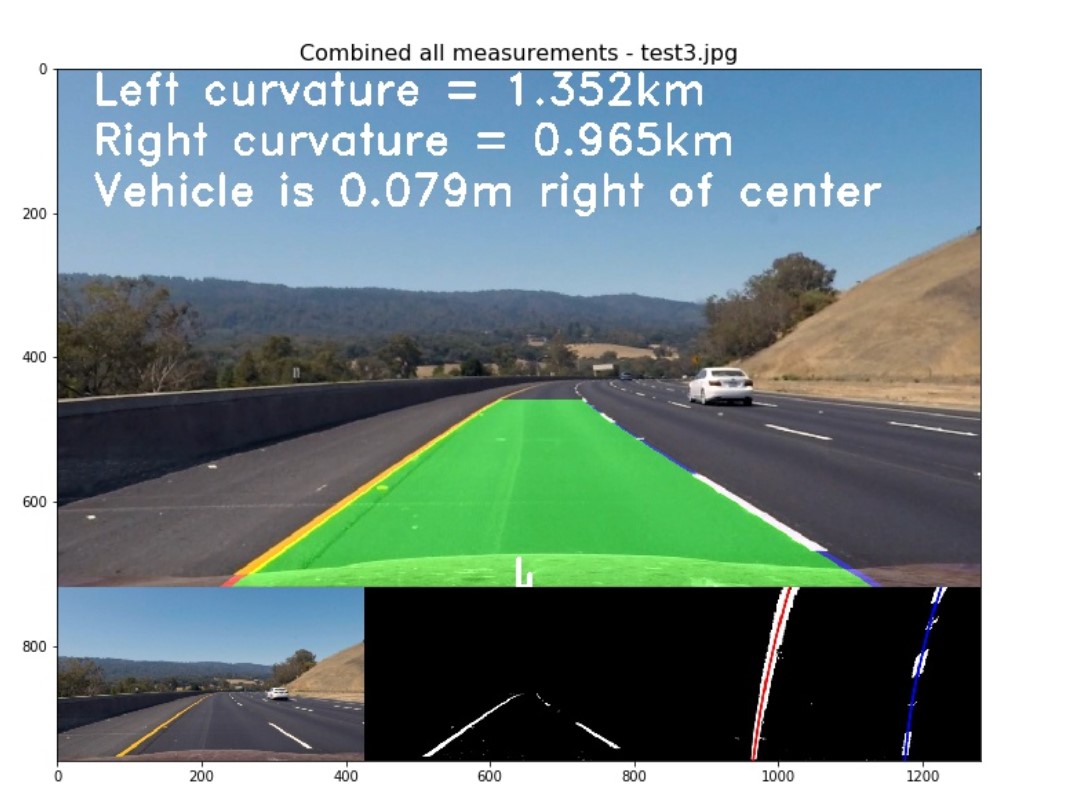 Combined all measurements - test3.jpg
0
Left curvature = 1.352km
Right curvature = 0.965km
Vehicle is 0.079m right of center
200
400
600
800
0 200 400 600 800 1000 1200